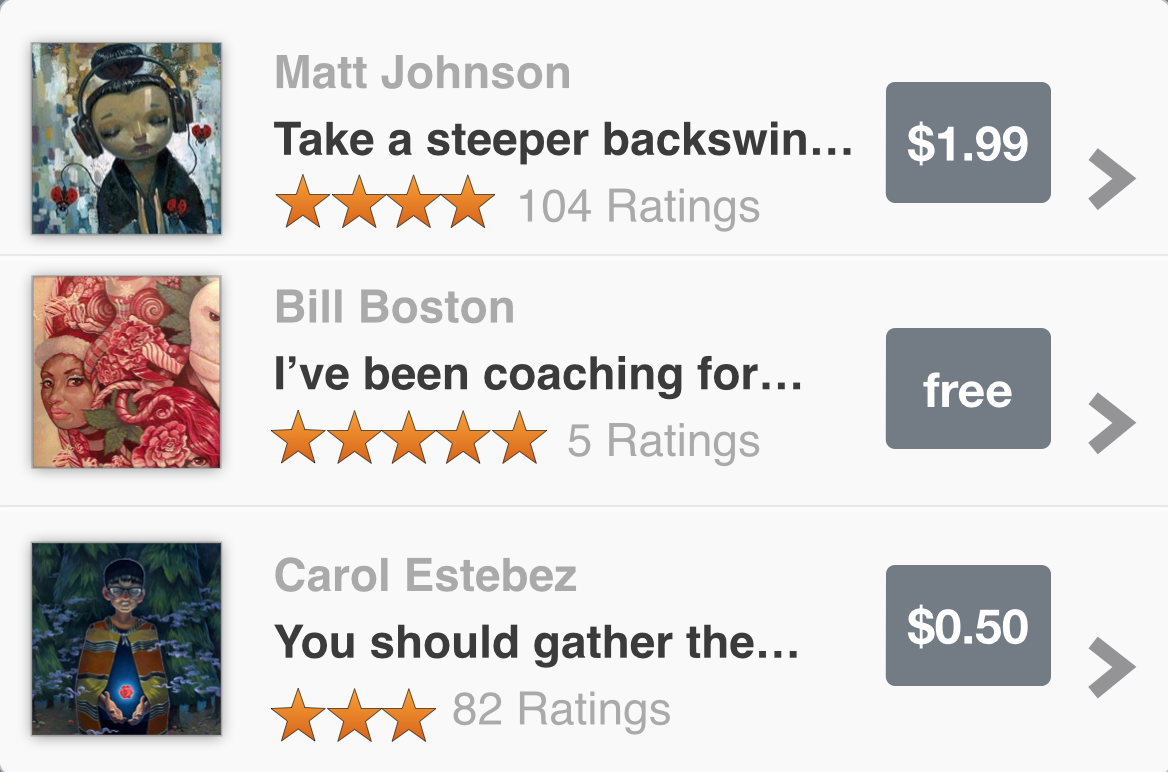 Matt Johnson
Take a steeper backswin...
104 Ratings
$1.99
Bill Boston
I’ve been coaching for...
5 Ratings
free
Carol Estebez
You should gather the...
82 Ratings
$0.50